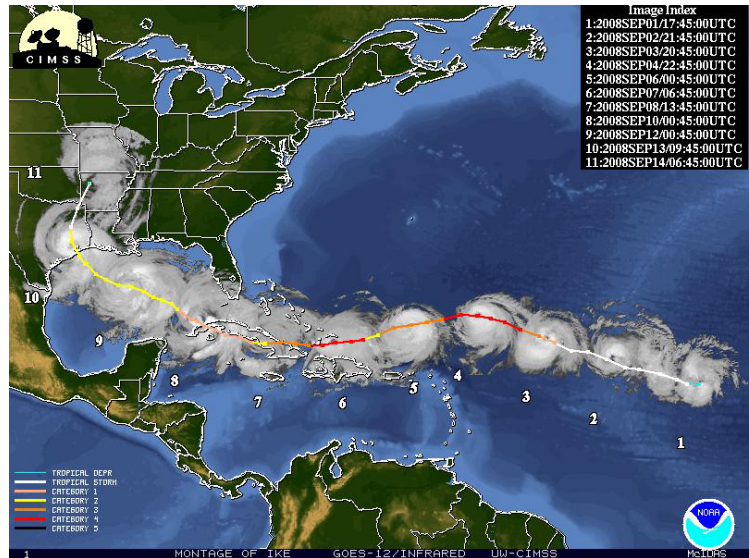 CIMSS
Image Index
1:2008SEP01/17:45:00UTC
2:2008SEP02/21:45:00UTC
3:2008SEP03/20:45:00UTC
4:2008SEP04/22:45:00UTC
5:2008SEP06/00:45:00UTC
6:2008SEP07/06:45:00UTC
7:2008SEP08/13:45:00UTC
8:2008SEP10/00:45:00UTC
9:2008SEP12/00:45:00UTC
10:2008SEP13/09:45:00UTC
11:2008SEP14/06:45:00UTC
11
10
9
8
7
6
5
4
3
2
1
TROPICAL DEPR
TROPICAL STORM
CATEGORY 1
CATEGORY 2
CATEGORY 3
CATEGORY 4
CATEGORY 5
NOAA
1 MONTAGE OF IKE GOES-12/INFRARED UW-CIMSS McIDAS